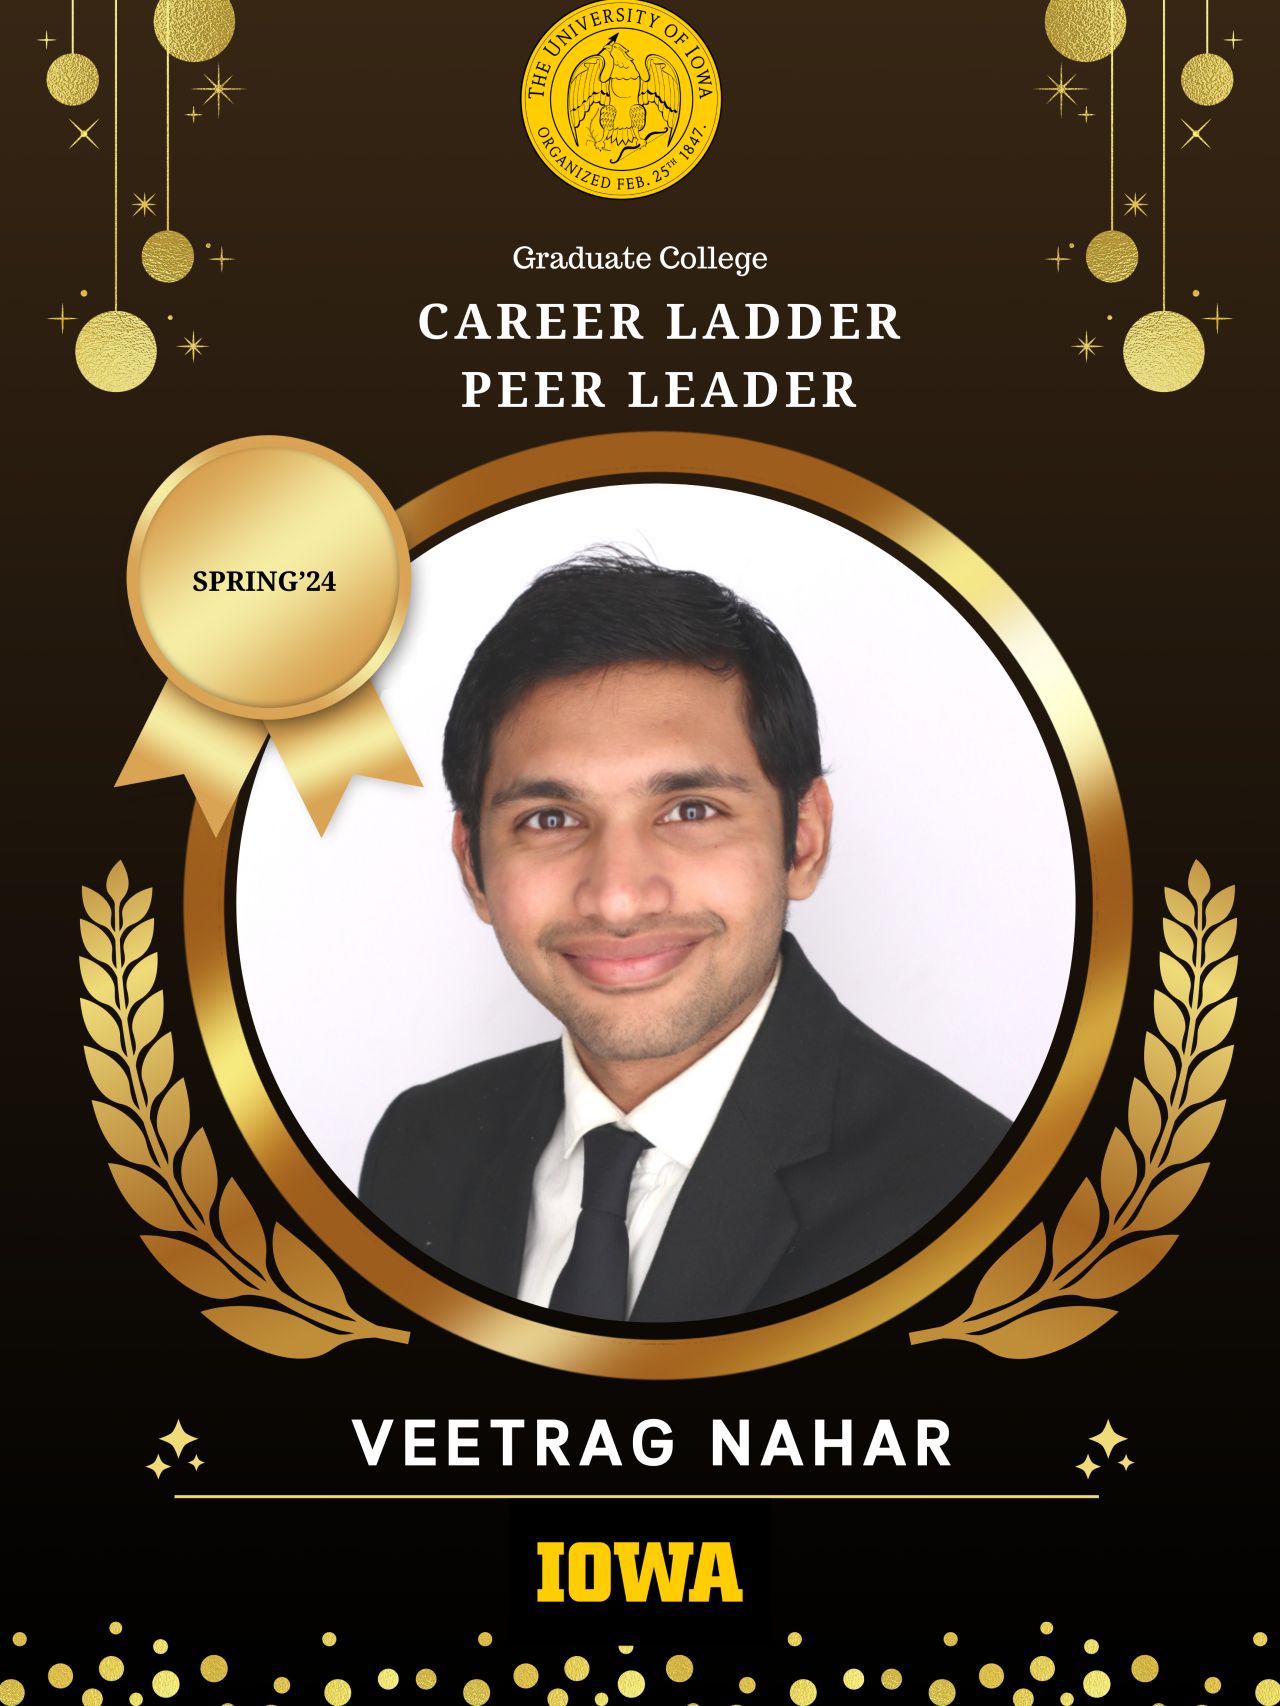 THE UNIVERSITY OF IOWA
ORGANIZED FEB. 25TH 1847.
Graduate College
CAREER LADDER
PEER LEADER
SPRING’24
VEETRAG NAHAR
IOWA